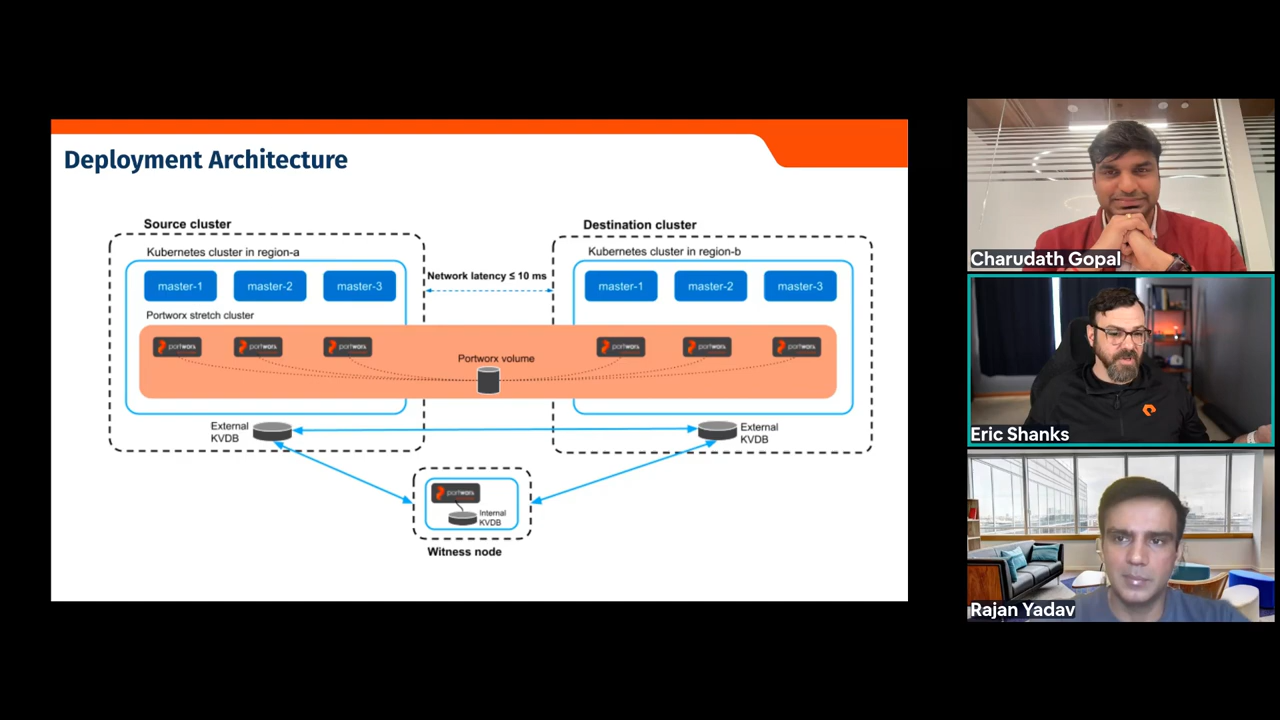 Deployment Architecture
Source cluster
Destination cluster
Kubernetes cluster in region-a
Kubernetes cluster in region-b
master-1
master-2
master-3
Network latency ≤ 10 ms
master-1
master-2
master-3
Portworx stretch cluster
portworx
portworx
portworx
portworx
portworx
portworx
Portworx volume
External
KVDB
External
KVDB
portworx
Internal
KVDB
Witness node
Charudath Gopal
Eric Shanks
Rajan Yadav